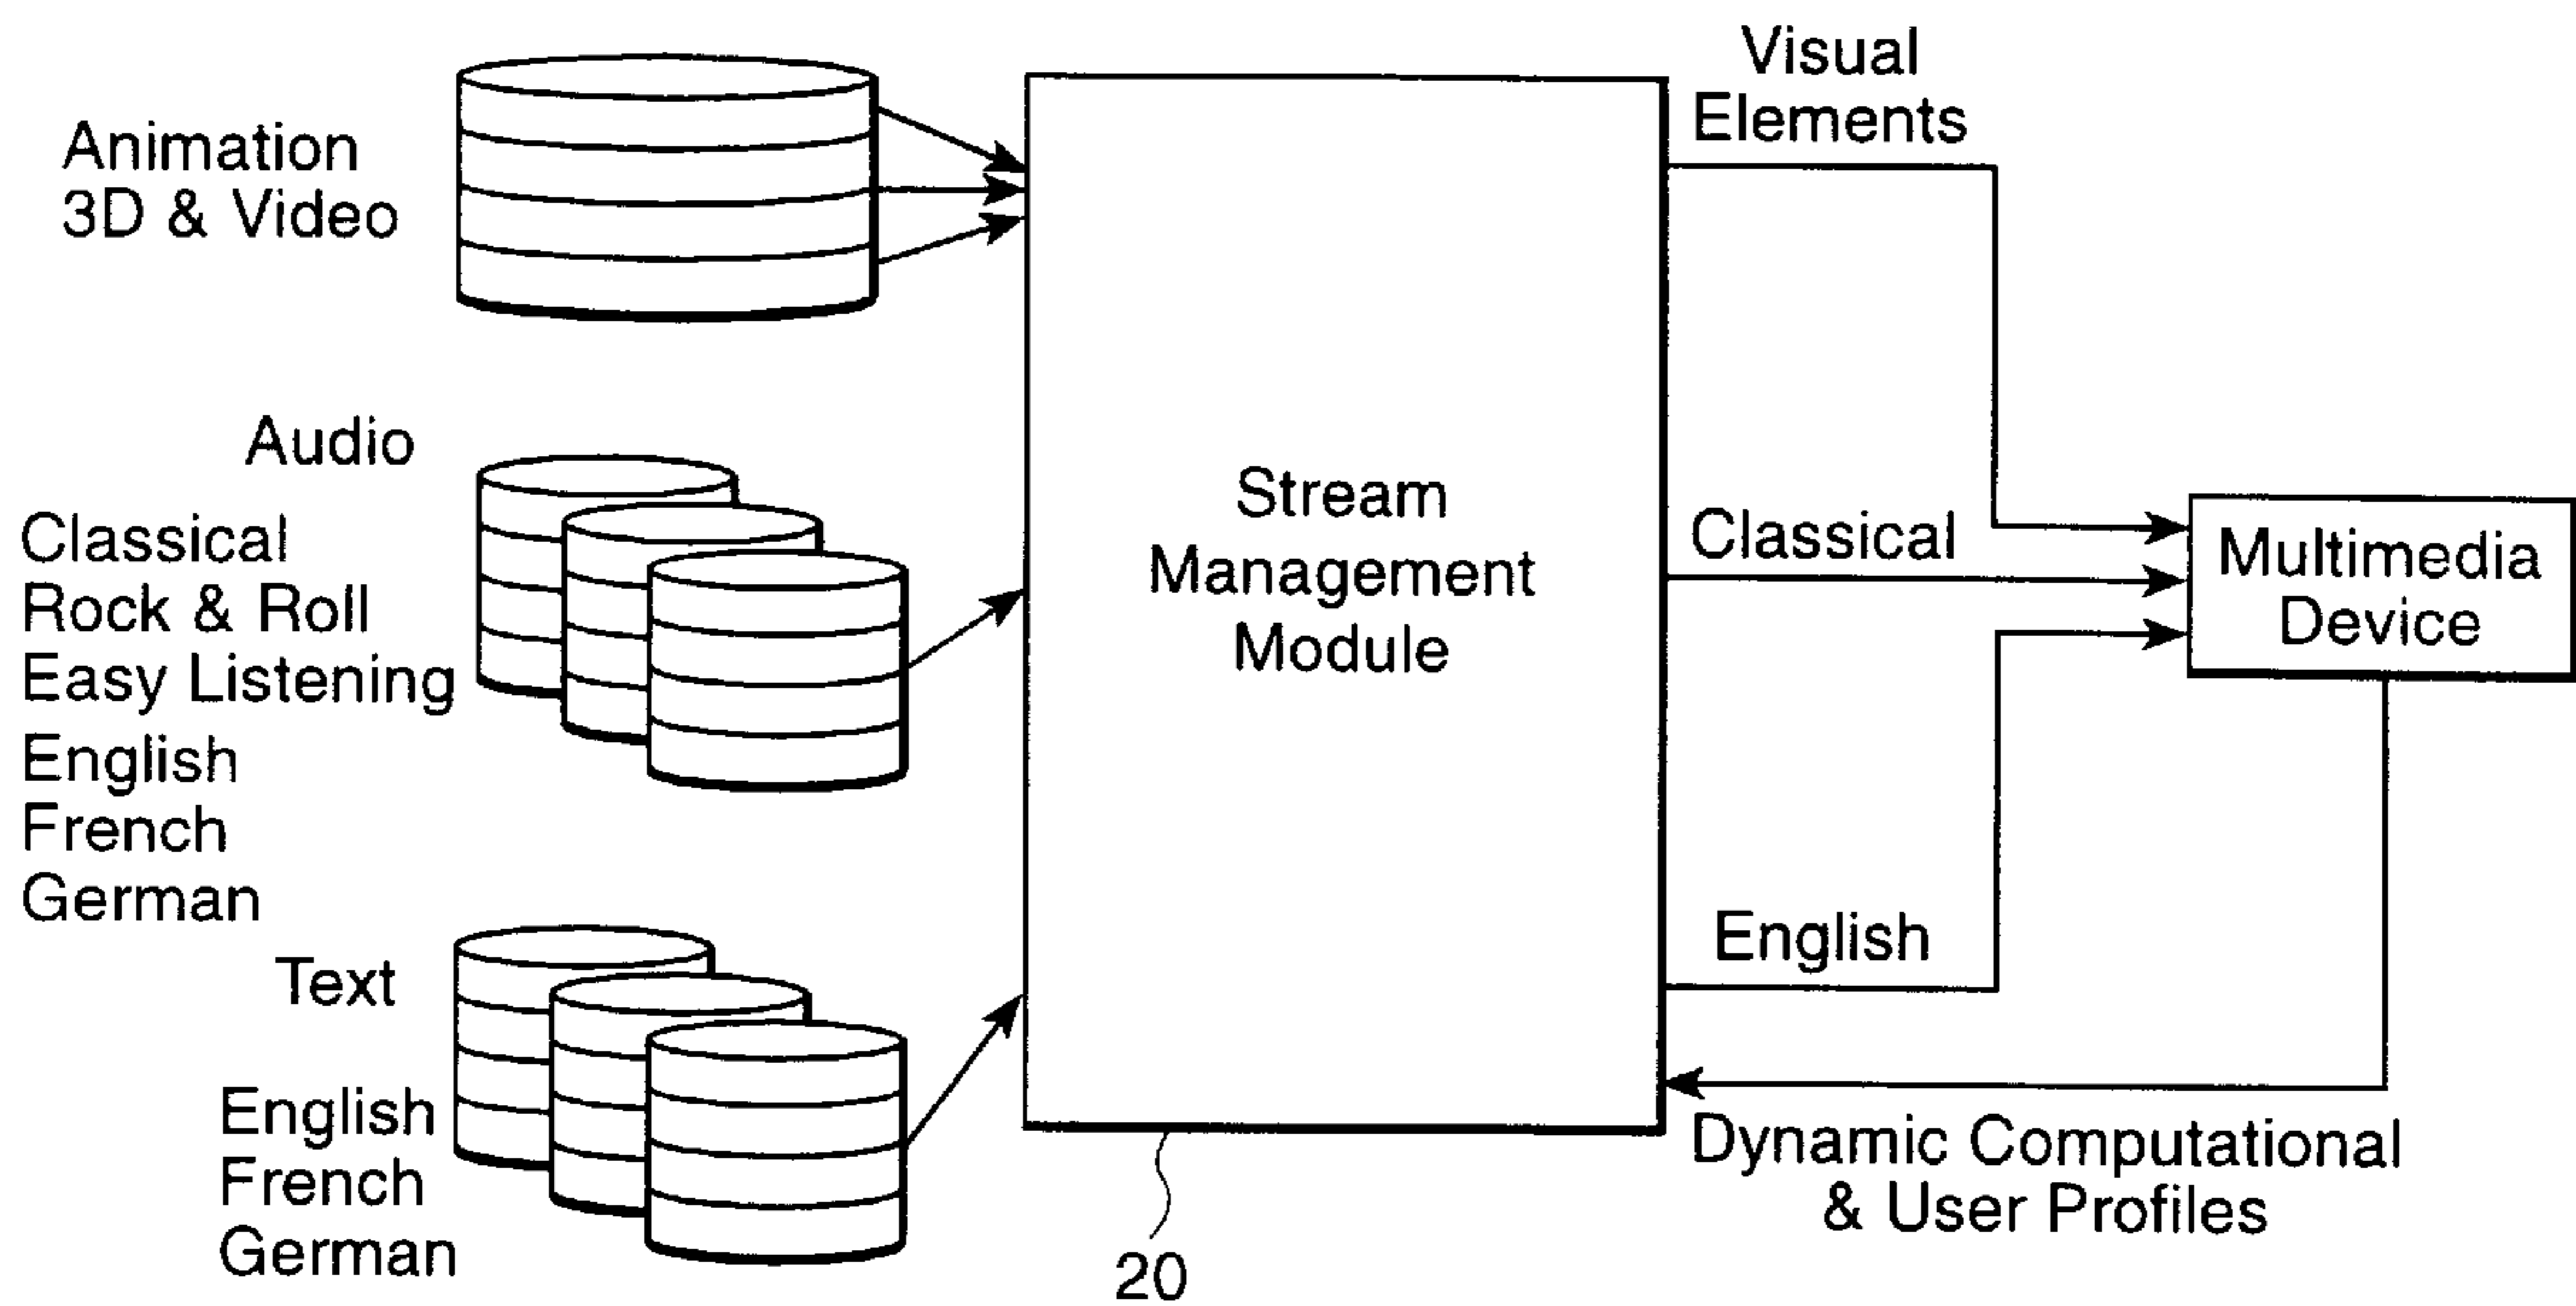 Animation
3D & Video
Audio
Classical
Rock & Roll
Easy Listening
English
French
German
Text
English
French
German
Stream
Management
Module
20
Visual
Elements
Classical
English
Multimedia
Device
Dynamic Computational
& User Profiles